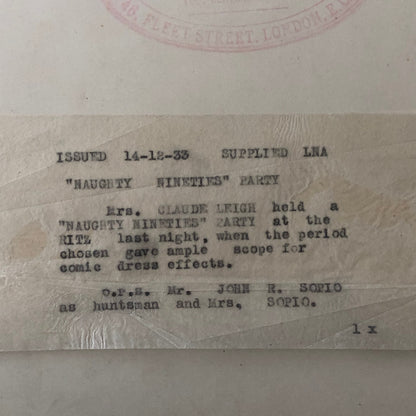 46, FLEET STREET, LONDON, E.C.
ISSUED 14-12-33 SUPPLIED LNA
"NAUGHTY NINETIES" PARTY
Mrs. CLAUDE LEIGH held a
"NAUGHTY NINETIES" PARTY at the
RITZ last night, when the period
chosen gave ample scope for
comic dress effects.
o.P.s. Mr. JOHN R. SOPIO
as huntsman and Mrs. SOPIO.
1 x